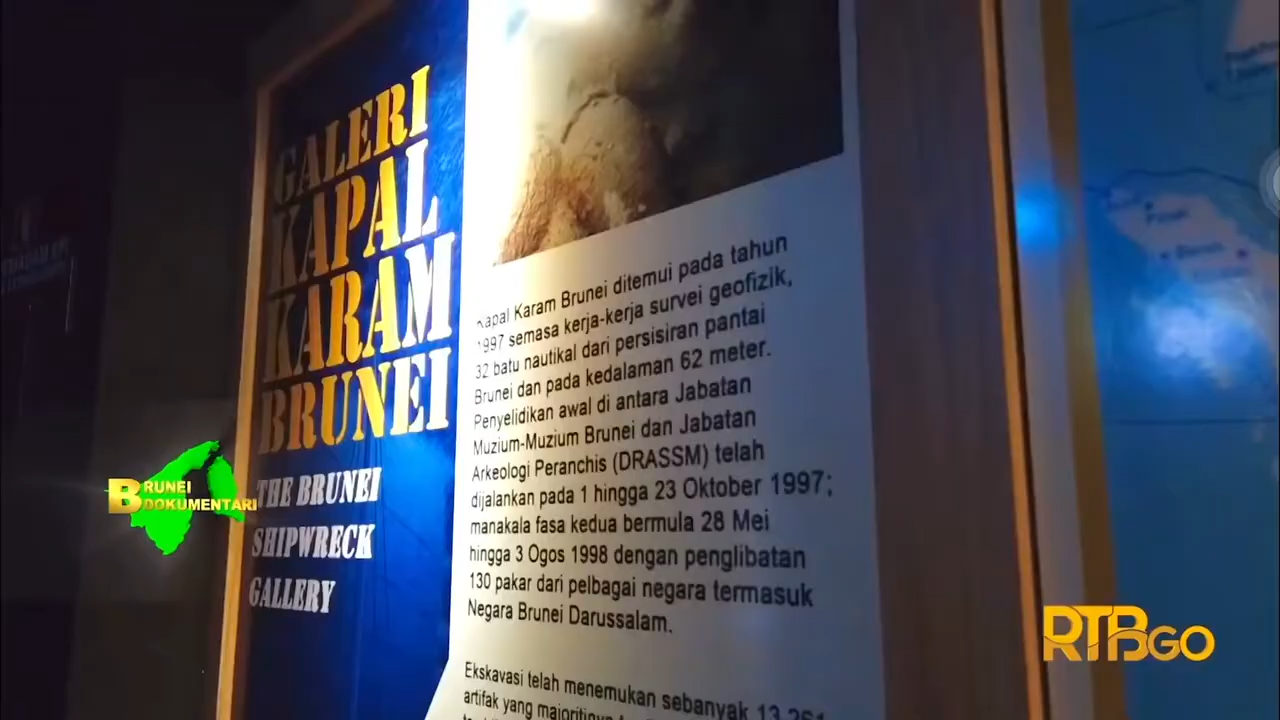 GALERI
KAPAL
KARAM
BRUNEI
THE BRUNEI
SHIPWRECK
GALLERY
Kapal Karam Brunei ditemui pada tahun
1997 semasa kerja-kerja survei geofizik,
32 batu nautikal dari persisiran pantai
Brunei dan pada kedalaman 62 meter.
Penyelidikan awal di antara Jabatan
Muzium-Muzium Brunei dan Jabatan
Arkeologi Peranchis (DRASSM) telah
dijalankan pada 1 hingga 23 Oktober 1997;
manakala fasa kedua bermula 28 Mei
hingga 3 Ogos 1998 dengan penglibatan
130 pakar dari pelbagai negara termasuk
Negara Brunei Darussalam.
Ekskavasi telah menemukan sebanyak
artifak yang majoritinya
BRUNEI
DOKUMENTARI
RTBGO